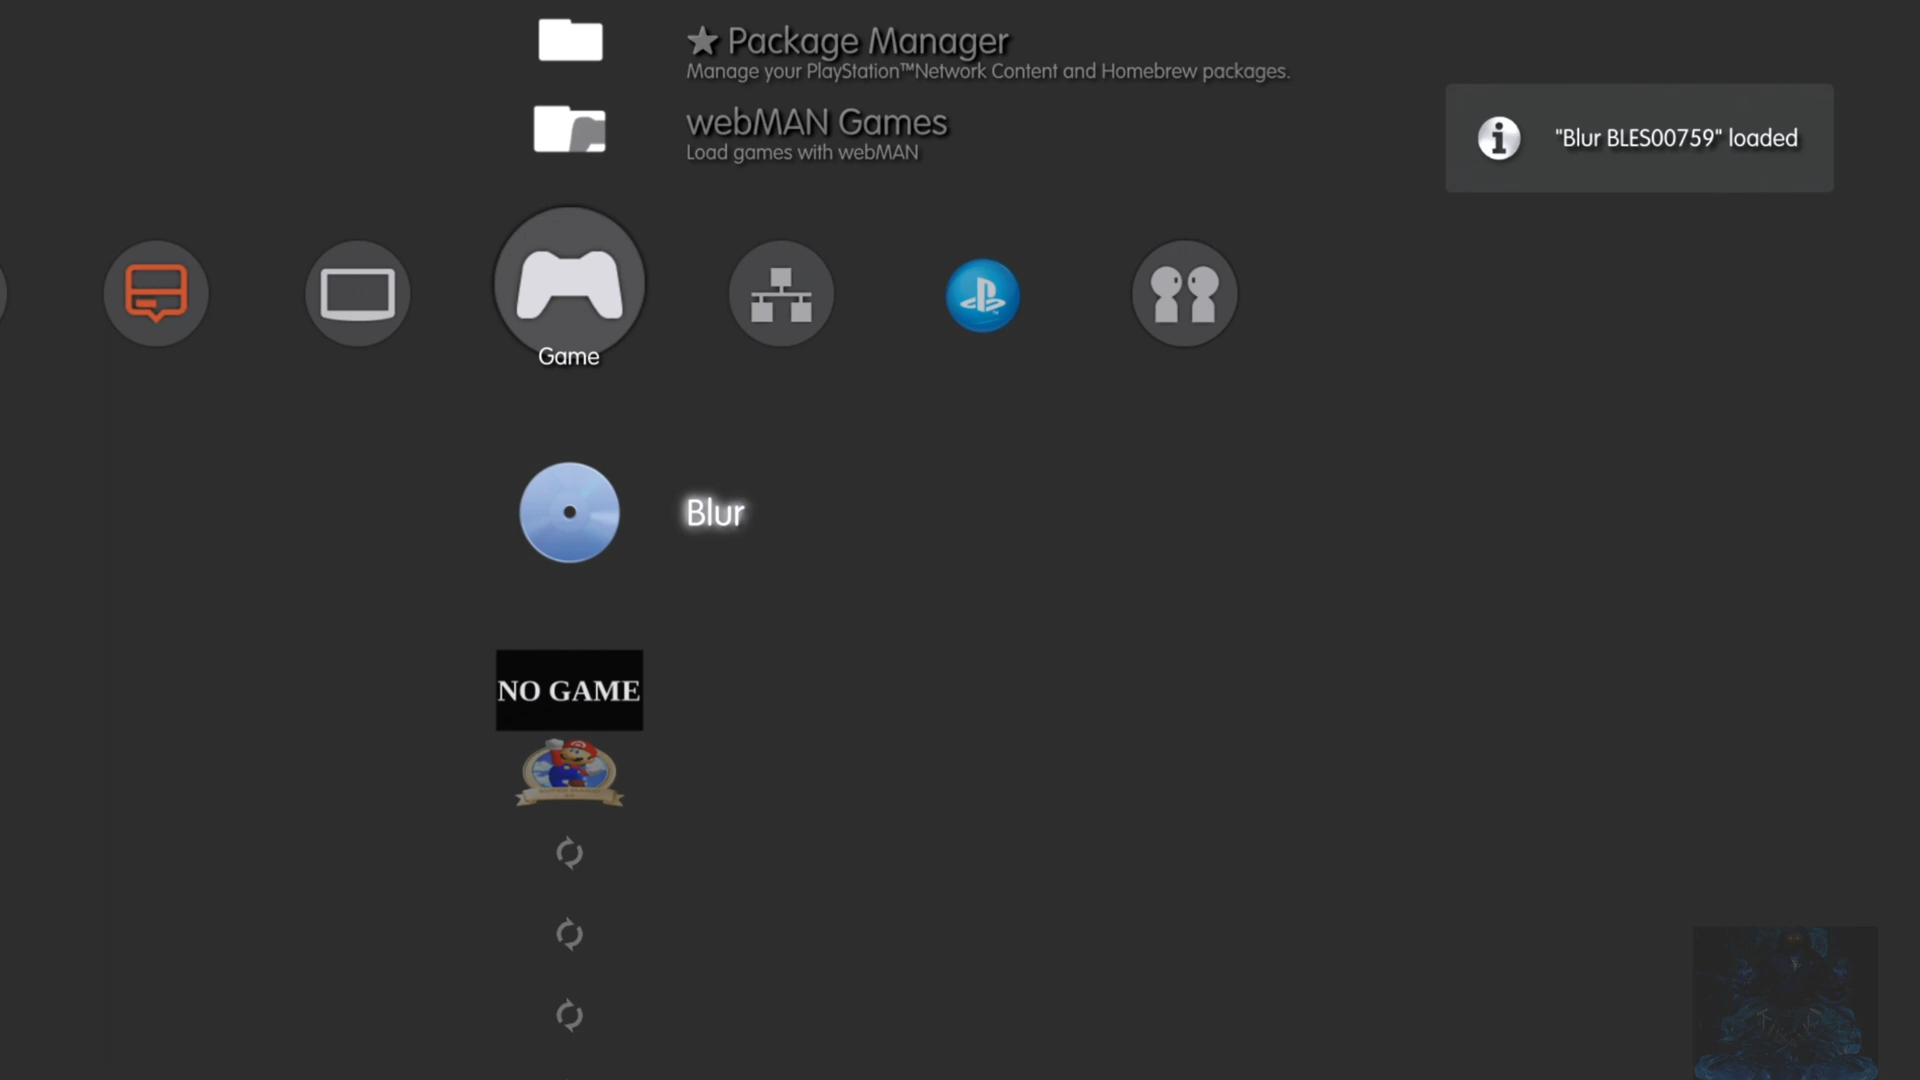 ★ Package Manager
Manage your PlayStation™Network Content and Homebrew packages.
webMAN Games
Load games with webMAN
"Blur BLES00759" loaded
Game
Blur
NO GAME